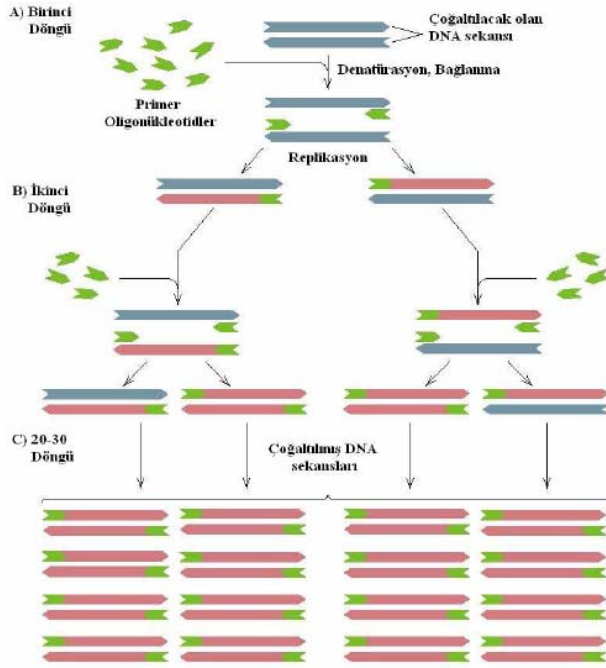 A) Birinci
Döngü
Çoğaltılacak olan
DNA sekansı
Denatürasyon, Bağlanma
Primer
Oligonükleotidler
Replikasyon
B) İkinci
Döngü
C) 20-30
Döngü
Çoğaltılmış DNA
sekansları